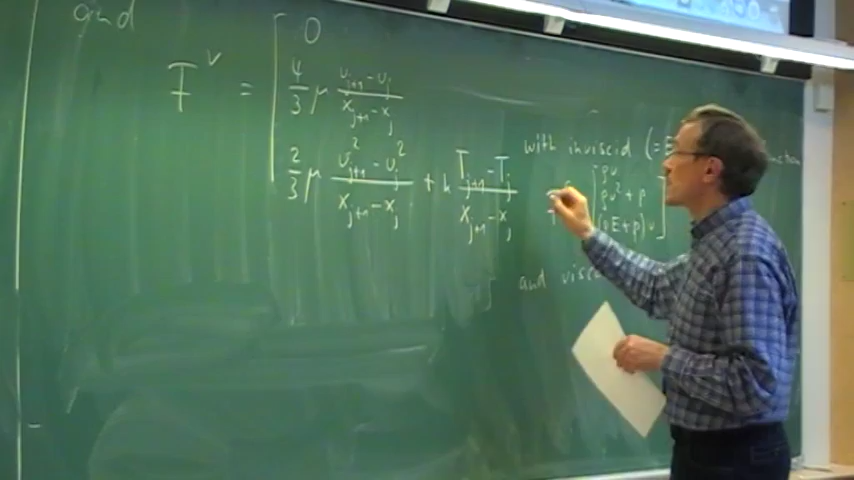 grid
F^v = [ 0
4/3 μ (u_{j+1} - u_j)/(x_{j+1} - x_j)
2/3 μ (u²_{j+1} - u²_j)/(x_{j+1} - x_j) + k (T_{j+1} - T_j)/(x_{j+1} - x_j)
with inviscid (=E
[ ρu
ρu² + p
(ρE+p)u ]
and visc